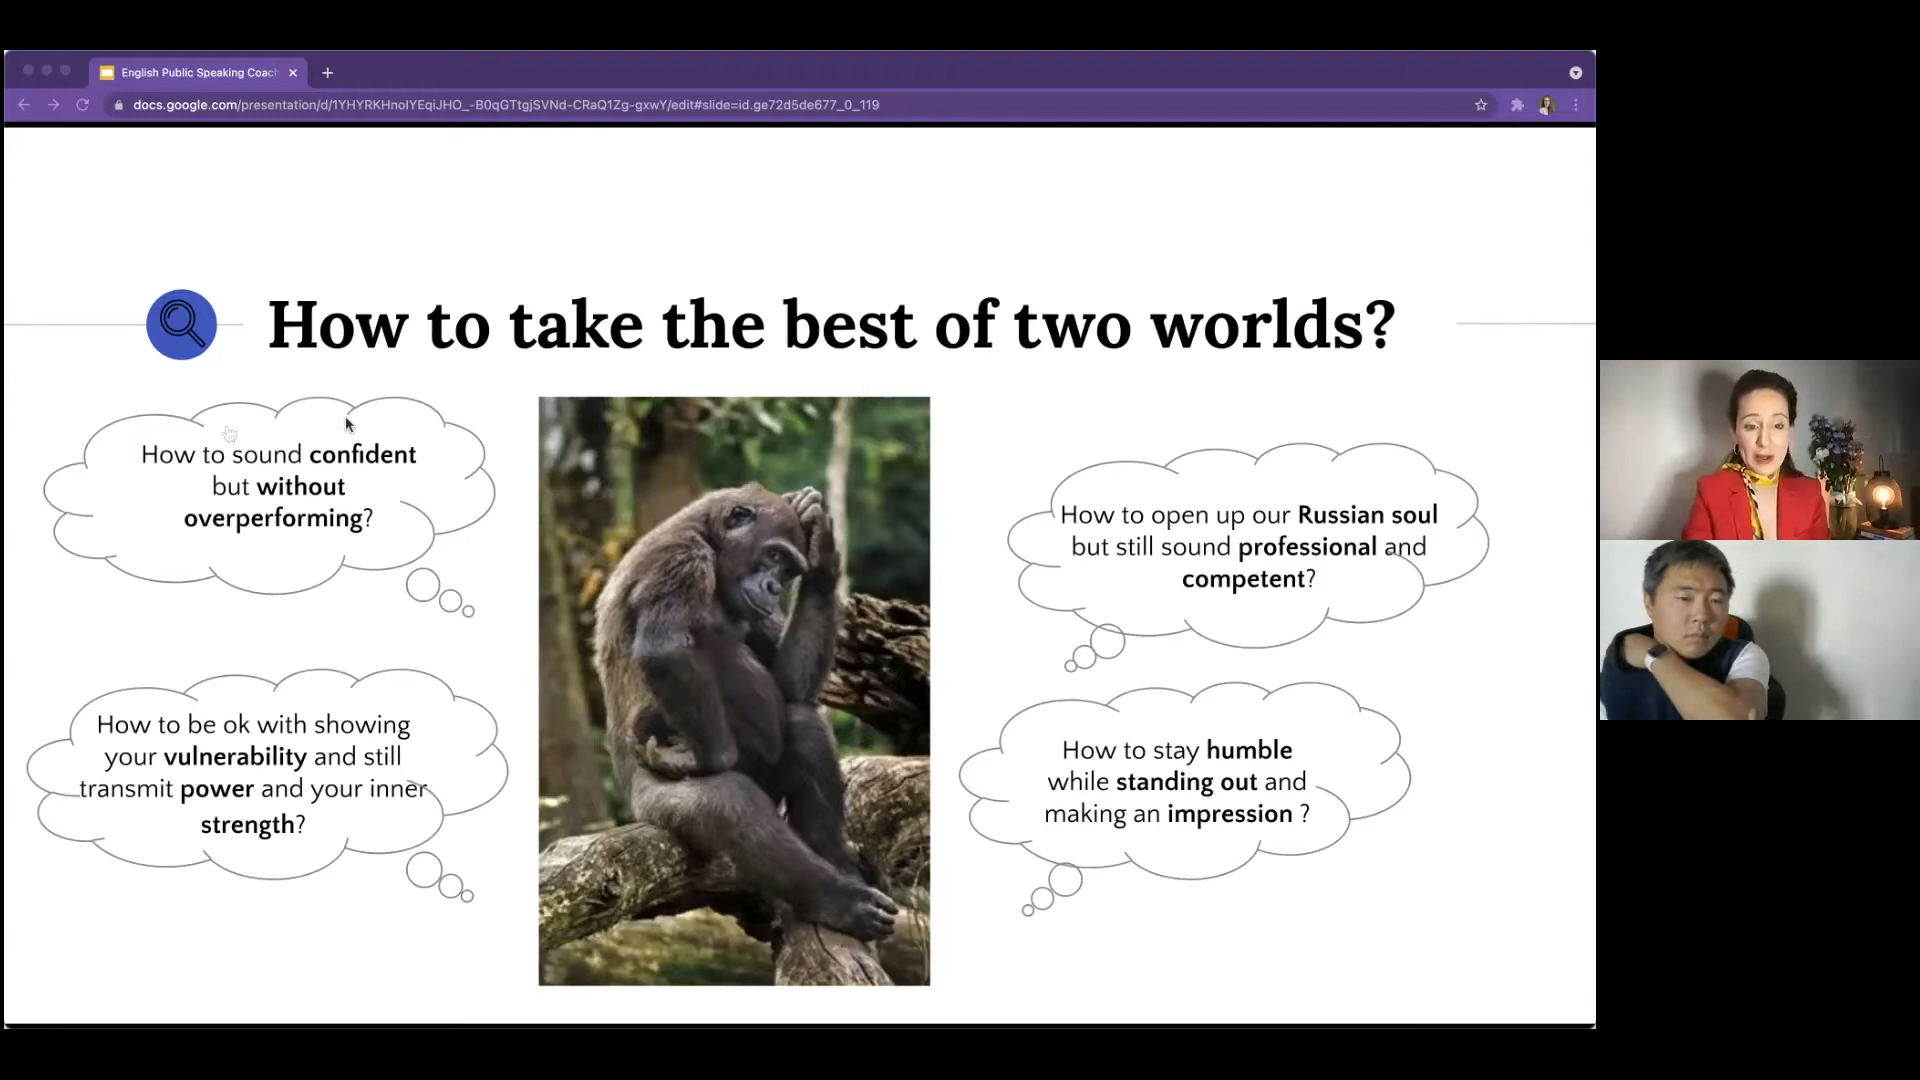 English Public Speaking Coach
docs.google.com/presentation/d/1YHYRKHnoIYEqiJHO_-B0qGTtgjSVNd-CRaQ1Zg-gxwY/edit#slide=id.ge72d5de677_0_119
How to take the best of two worlds?
How to sound confident
but without
overperforming?
How to be ok with showing
your vulnerability and still
transmit power and your inner
strength?
How to open up our Russian soul
but still sound professional and
competent?
How to stay humble
while standing out and
making an impression ?